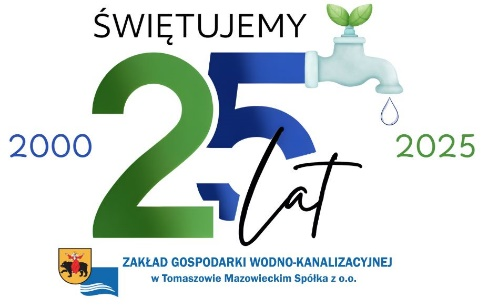 ŚWIĘTUJEMY
25
lat
2000
2025
ZAKŁAD GOSPODARKI WODNO-KANALIZACYJNEJ
w Tomaszowie Mazowieckim Spółka z o.o.